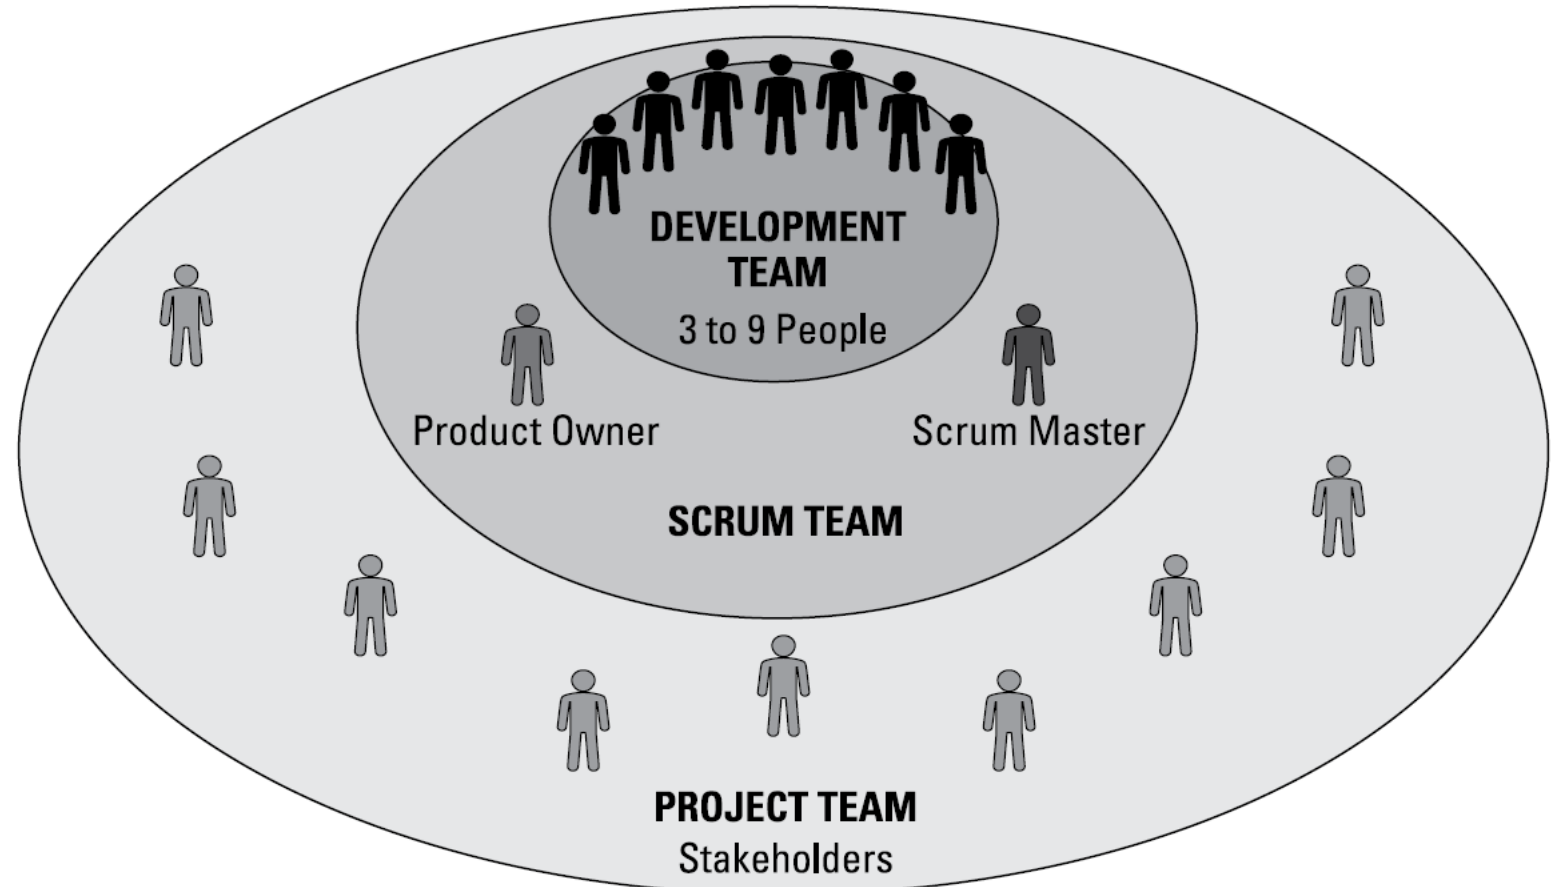 DEVELOPMENT
TEAM
3 to 9 People
Product Owner
Scrum Master
SCRUM TEAM
PROJECT TEAM
Stakeholders